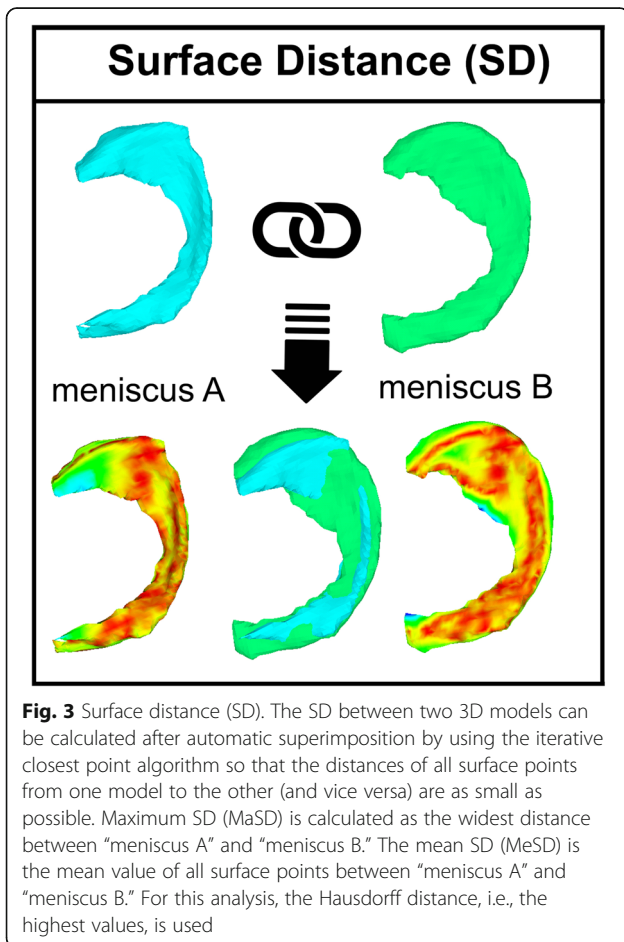 Surface Distance (SD)
meniscus A
meniscus B
Fig. 3 Surface distance (SD). The SD between two 3D models can
be calculated after automatic superimposition by using the iterative
closest point algorithm so that the distances of all surface points
from one model to the other (and vice versa) are as small as
possible. Maximum SD (MaSD) is calculated as the widest distance
between “meniscus A” and “meniscus B.” The mean SD (MeSD) is
the mean value of all surface points between “meniscus A” and
“meniscus B.” For this analysis, the Hausdorff distance, i.e., the
highest values, is used